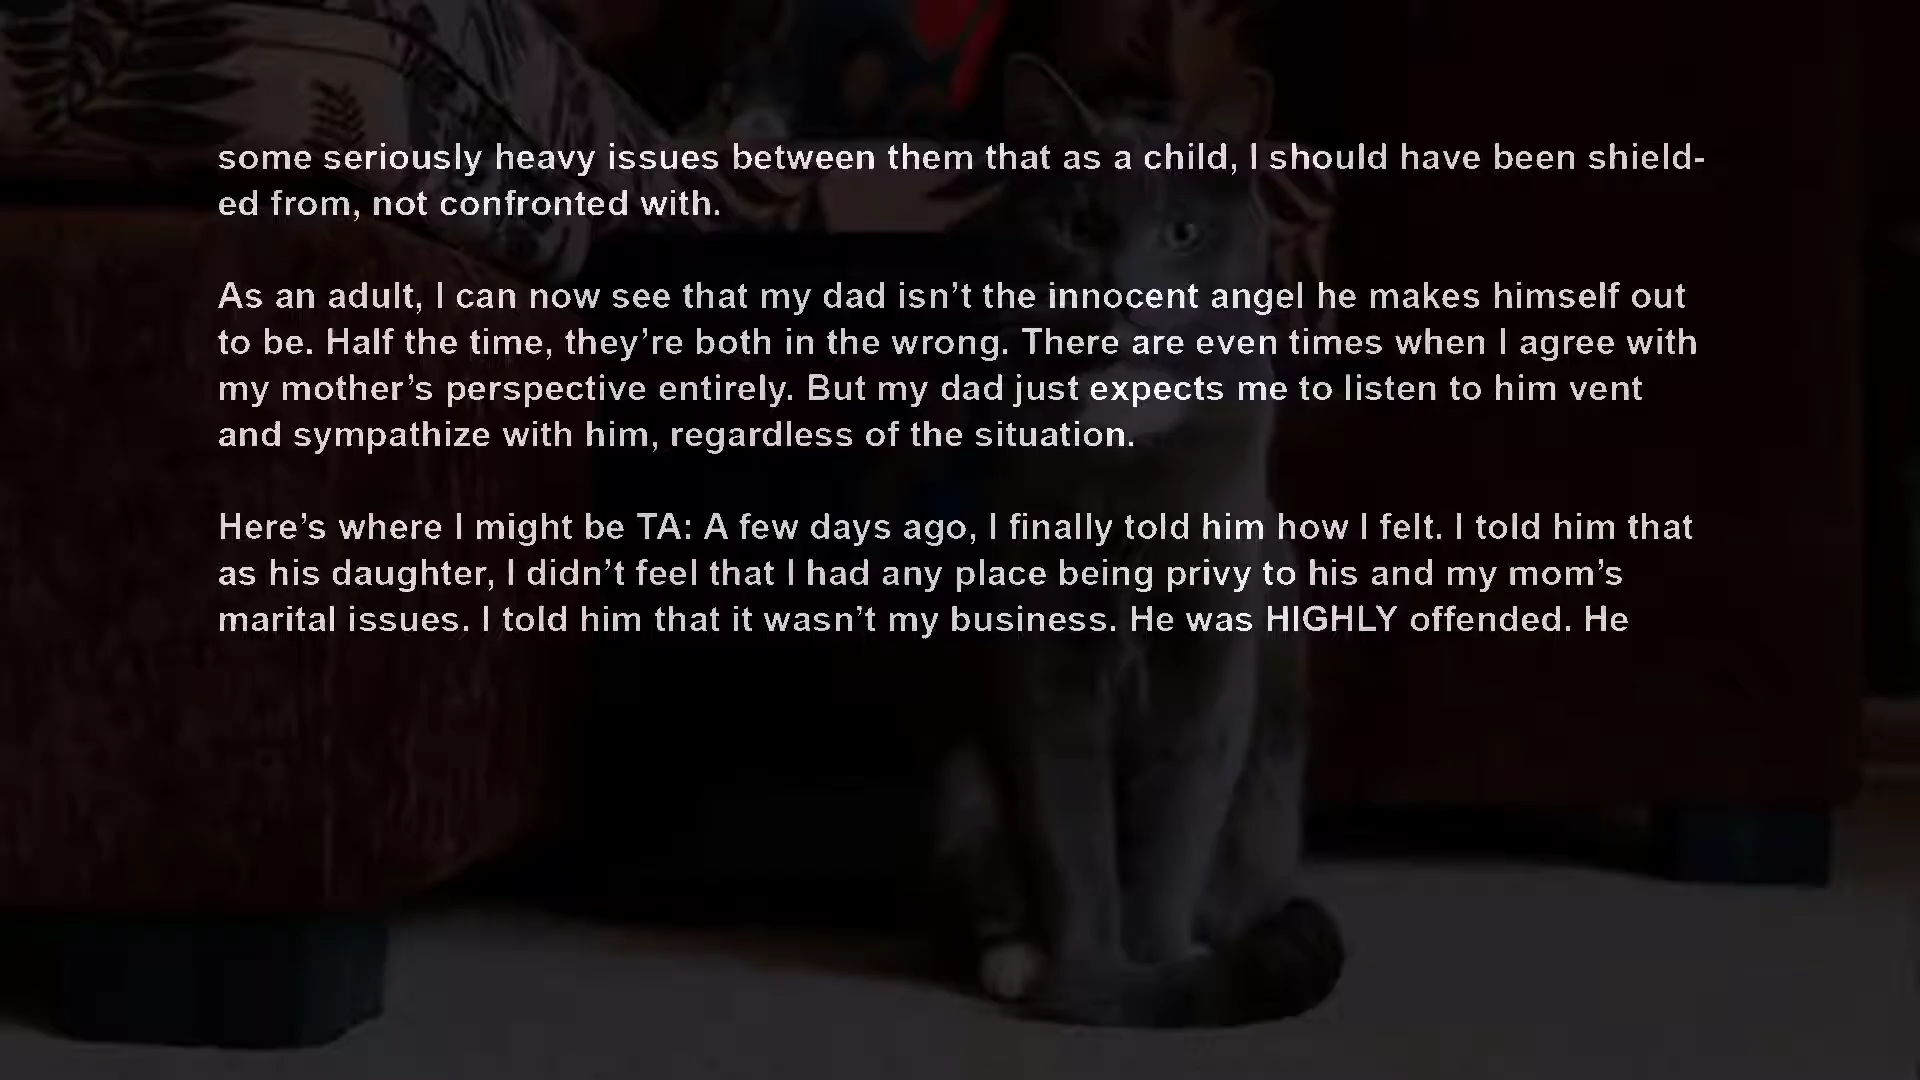 some seriously heavy issues between them that as a child, I should have been shield-
ed from, not confronted with.
As an adult, I can now see that my dad isn’t the innocent angel he makes himself out
to be. Half the time, they’re both in the wrong. There are even times when I agree with
my mother’s perspective entirely. But my dad just expects me to listen to him vent
and sympathize with him, regardless of the situation.
Here’s where I might be TA: A few days ago, I finally told him how I felt. I told him that
as his daughter, I didn’t feel that I had any place being privy to his and my mom’s
marital issues. I told him that it wasn’t my business. He was HIGHLY offended. He